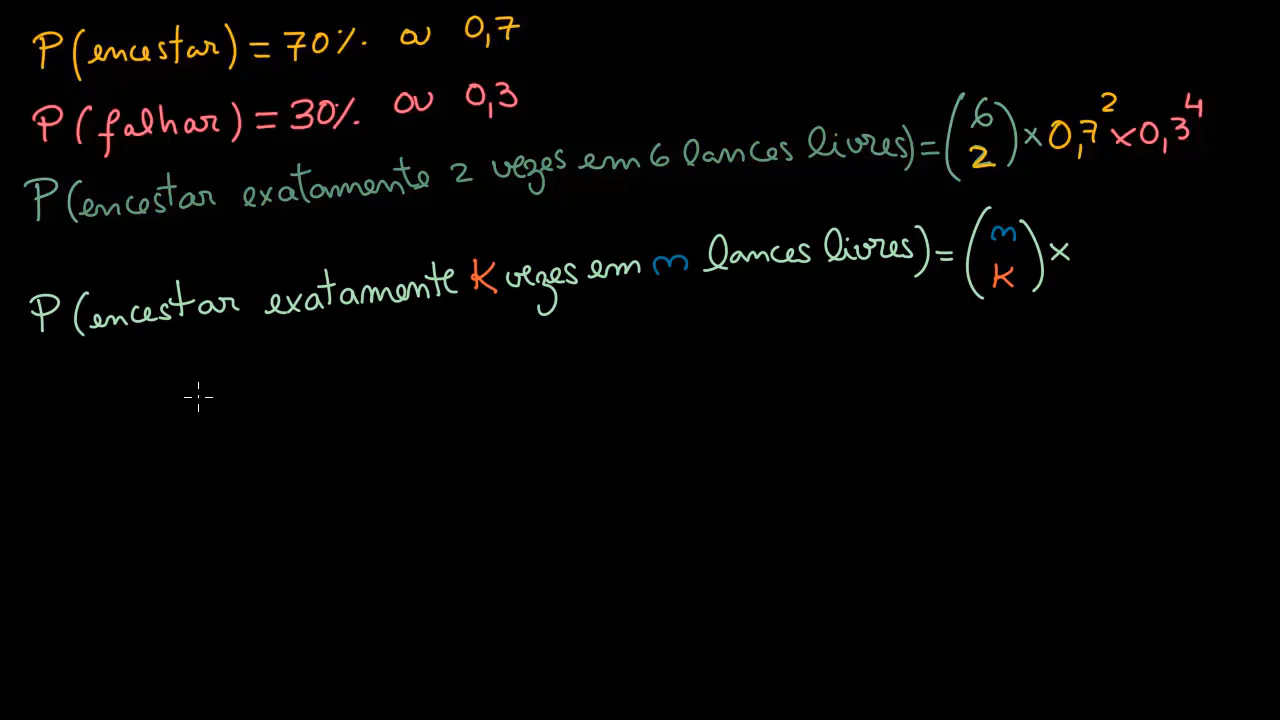 P(encestar) = 70% ou 0,7
P(falhar) = 30% ou 0,3
P(encestar exatamente 2 vezes em 6 lances livres) = (6 2) × 0,7² × 0,3⁴
P(encestar exatamente K vezes em n lances livres) = (n K) ×